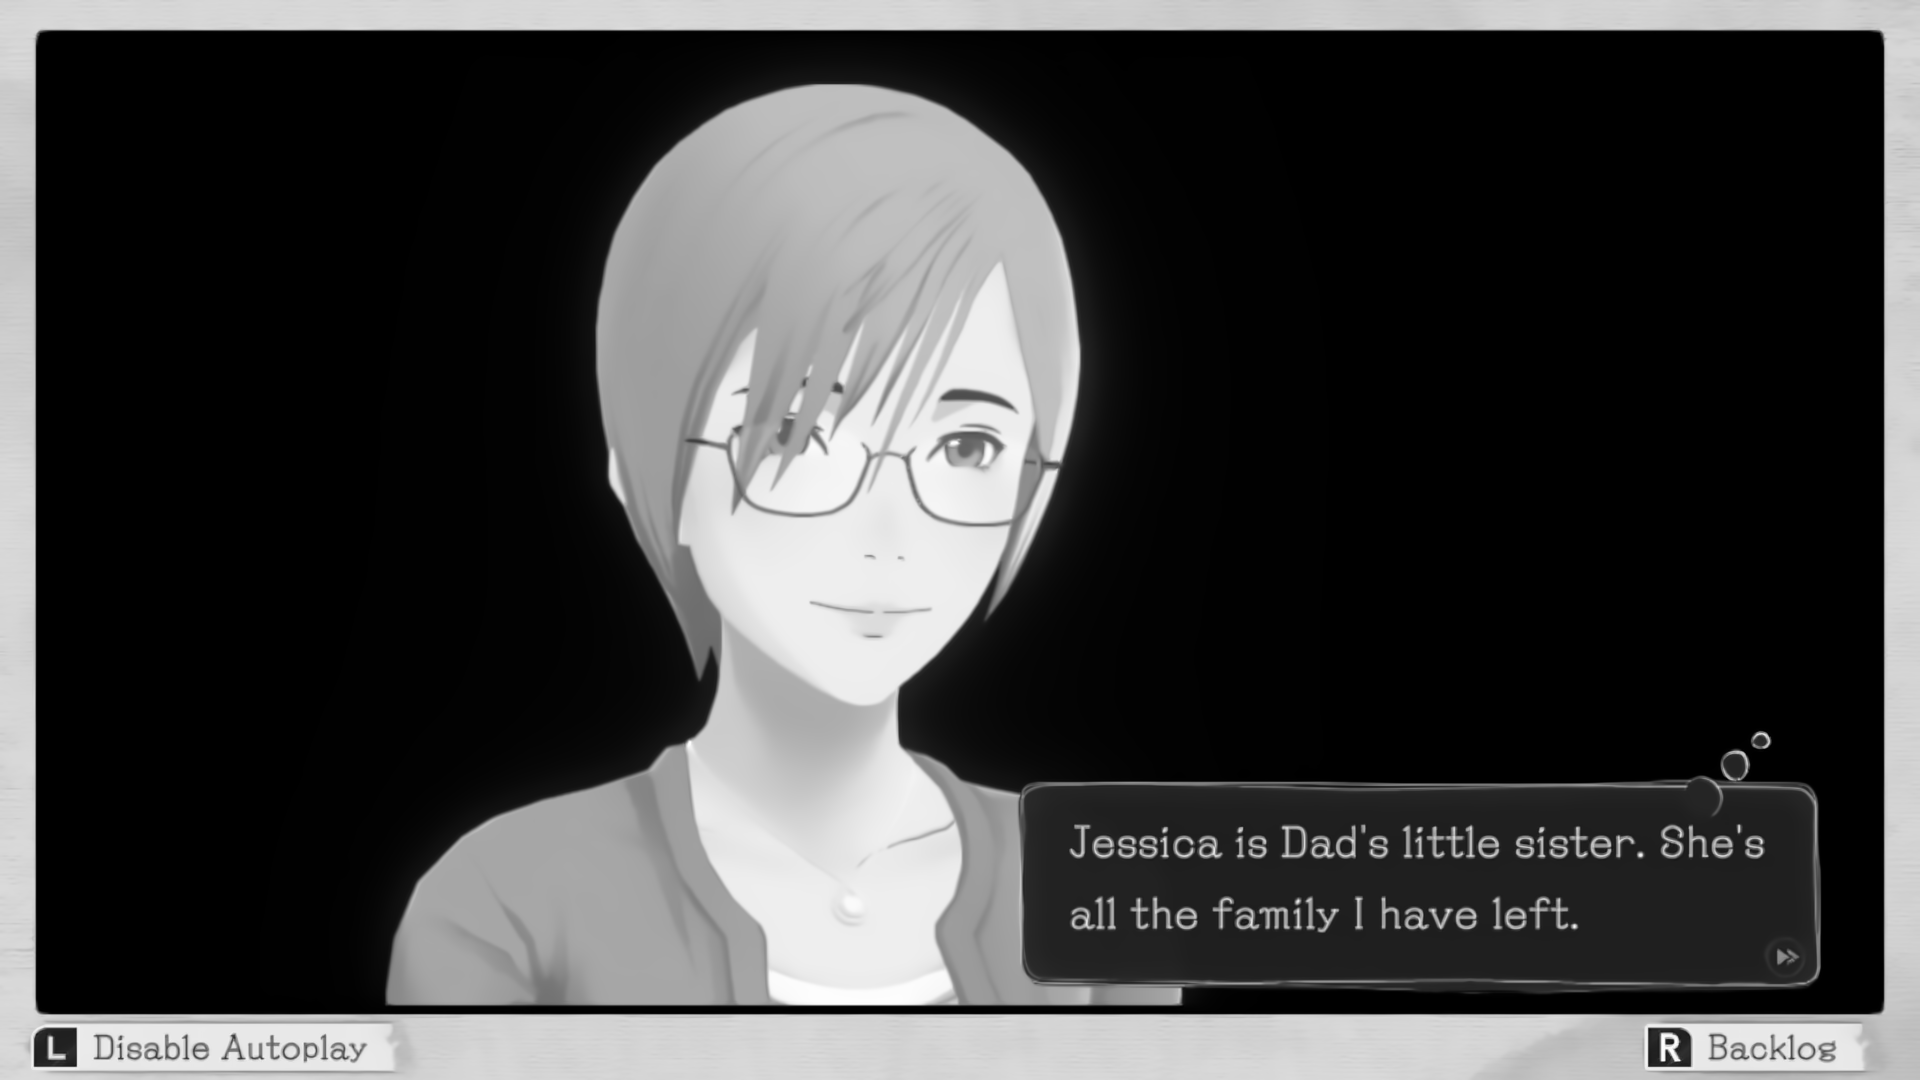 Jessica is Dad's little sister. She's
all the family I have left.
L Disable Autoplay
R Backlog